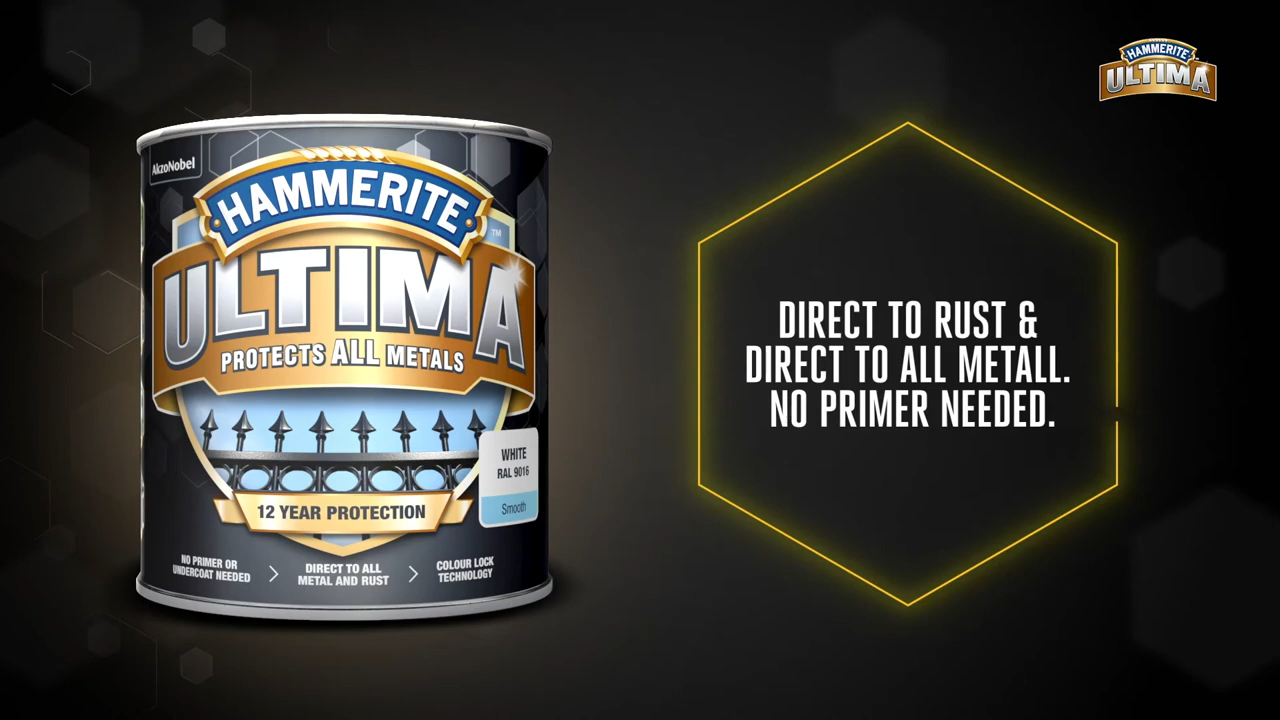 AkzoNobel
HAMMERITE
™
ULTIMA
PROTECTS ALL METALS
WHITE
RAL 9016
Smooth
12 YEAR PROTECTION
NO PRIMER OR
UNDERCOAT NEEDED
DIRECT TO ALL
METAL AND RUST
COLOUR LOCK
TECHNOLOGY
HAMMERITE
ULTIMA
DIRECT TO RUST &
DIRECT TO ALL METALL.
NO PRIMER NEEDED.